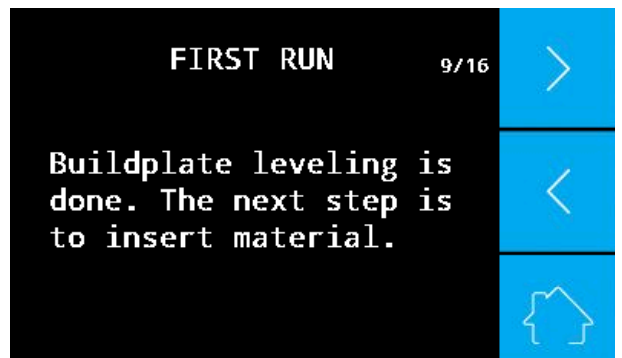 FIRST RUN 9/16
Buildplate leveling is
done. The next step is
to insert material.